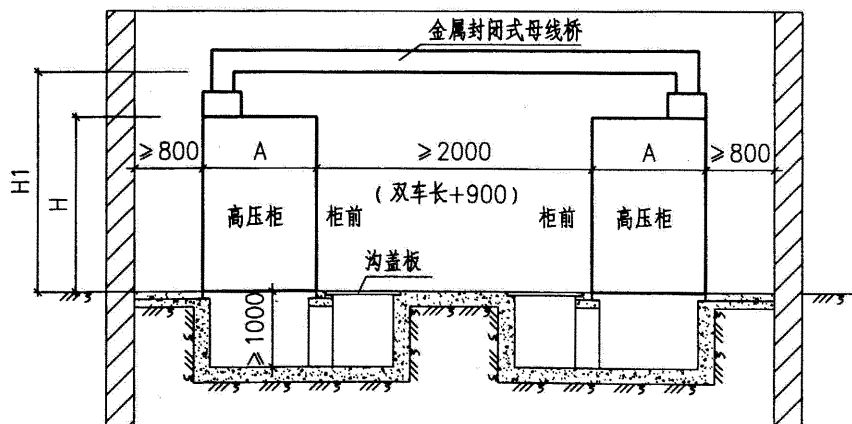 金属封闭式母线桥
≥800
A
≥2000
A
≥800
(双车长+900)
H1
H
高压柜
柜前
柜前
高压柜
沟盖板
≥1000